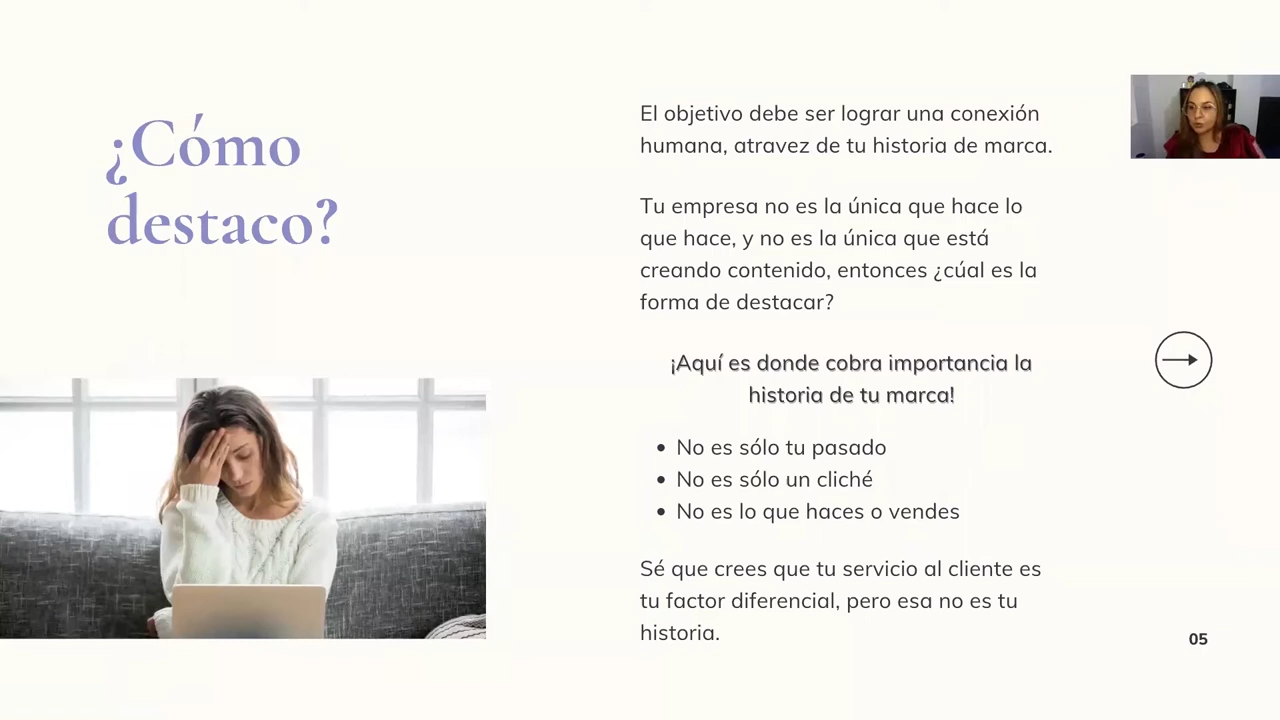 ¿Cómo
destaco?
El objetivo debe ser lograr una conexión
humana, atravez de tu historia de marca.
Tu empresa no es la única que hace lo
que hace, y no es la única que está
creando contenido, entonces ¿cúal es la
forma de destacar?
¡Aquí es donde cobra importancia la
historia de tu marca!
• No es sólo tu pasado
• No es sólo un cliché
• No es lo que haces o vendes
Sé que crees que tu servicio al cliente es
tu factor diferencial, pero esa no es tu
historia.
05